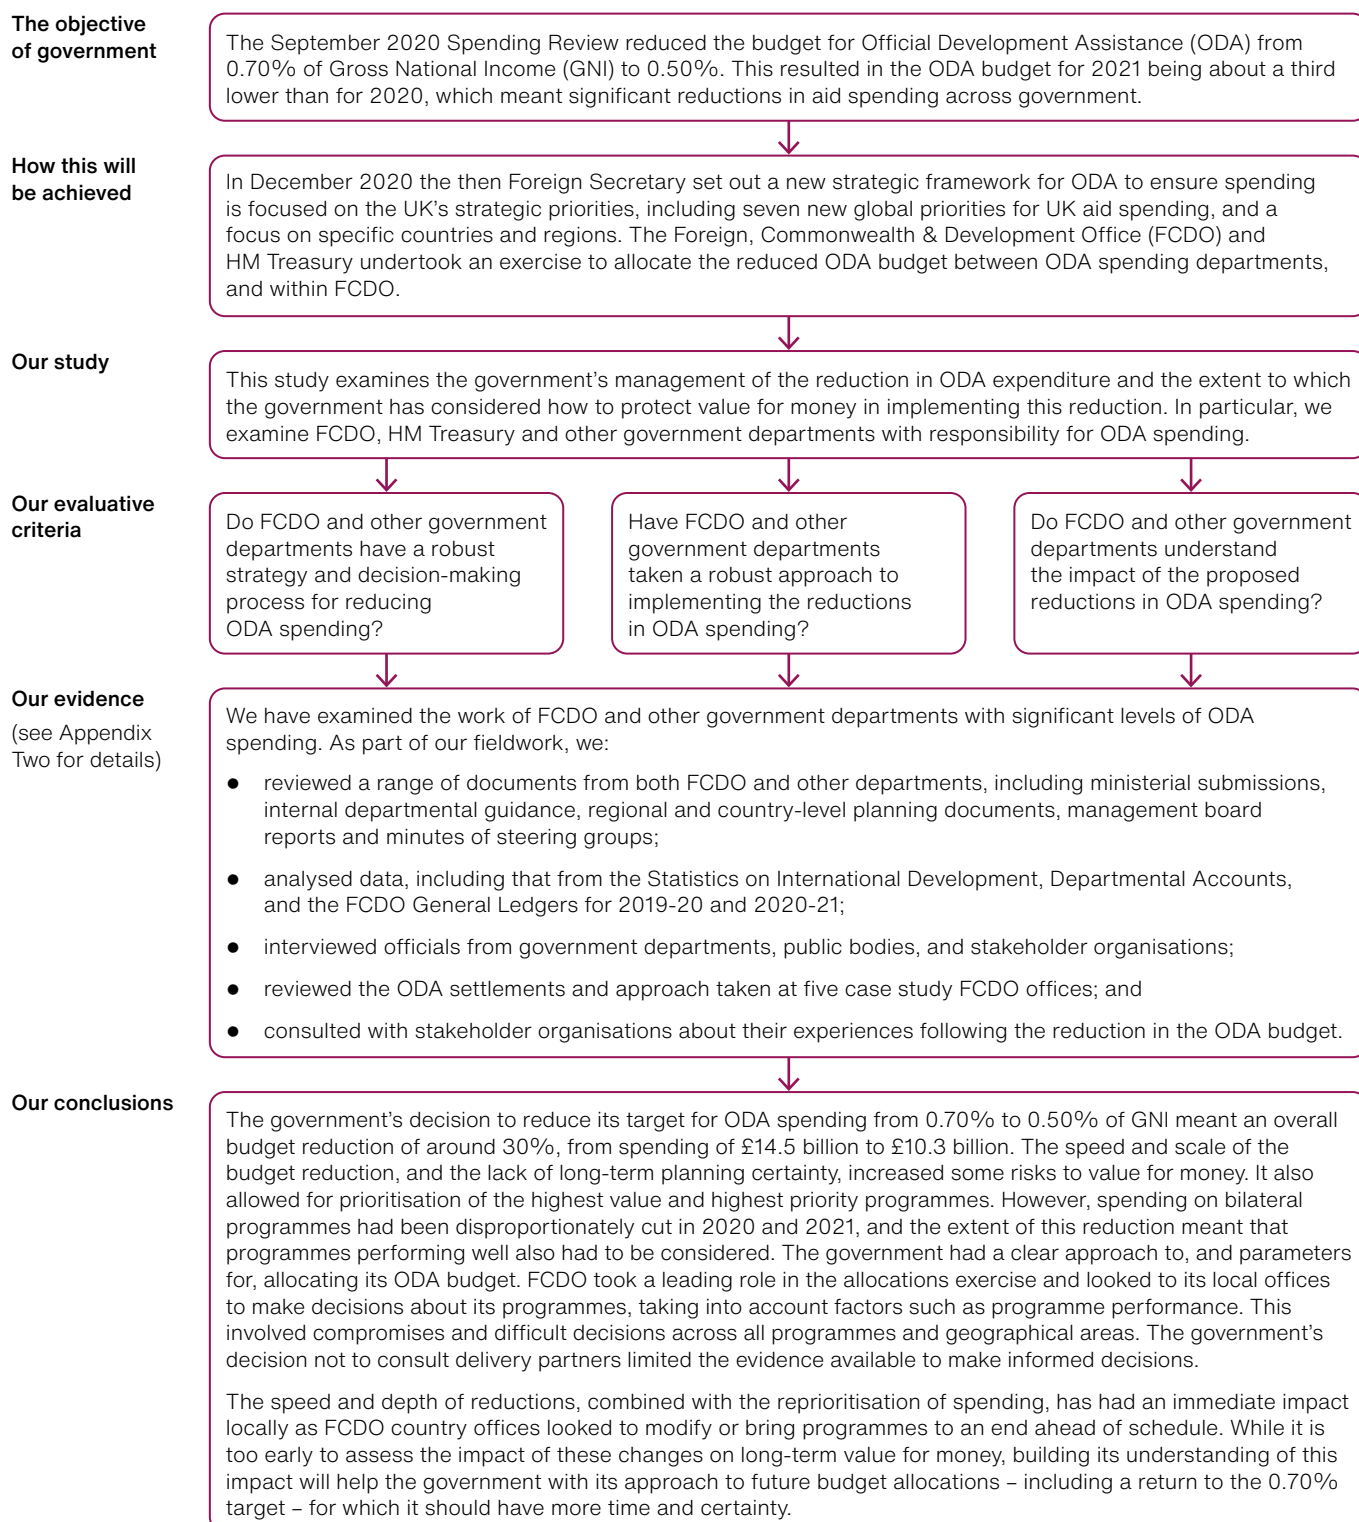 The objective
of government
The September 2020 Spending Review reduced the budget for Official Development Assistance (ODA) from
0.70% of Gross National Income (GNI) to 0.50%. This resulted in the ODA budget for 2021 being about a third
lower than for 2020, which meant significant reductions in aid spending across government.
How this will
be achieved
In December 2020 the then Foreign Secretary set out a new strategic framework for ODA to ensure spending
is focused on the UK's strategic priorities, including seven new global priorities for UK aid spending, and a
focus on specific countries and regions. The Foreign, Commonwealth & Development Office (FCDO) and
HM Treasury undertook an exercise to allocate the reduced ODA budget between ODA spending departments,
and within FCDO.
Our study
This study examines the government's management of the reduction in ODA expenditure and the extent to which
the government has considered how to protect value for money in implementing this reduction. In particular, we
examine FCDO, HM Treasury and other government departments with responsibility for ODA spending.
Our evaluative
criteria
Do FCDO and other government
departments have a robust
strategy and decision-making
process for reducing
ODA spending?
Have FCDO and other
government departments
taken a robust approach to
implementing the reductions
in ODA spending?
Do FCDO and other government
departments understand
the impact of the proposed
reductions in ODA spending?
Our evidence
(see Appendix
Two for details)
We have examined the work of FCDO and other government departments with significant levels of ODA
spending. As part of our fieldwork, we:
● reviewed a range of documents from both FCDO and other departments, including ministerial submissions,
internal departmental guidance, regional and country-level planning documents, management board
reports and minutes of steering groups;
● analysed data, including that from the Statistics on International Development, Departmental Accounts,
and the FCDO General Ledgers for 2019-20 and 2020-21;
● interviewed officials from government departments, public bodies, and stakeholder organisations;
● reviewed the ODA settlements and approach taken at five case study FCDO offices; and
● consulted with stakeholder organisations about their experiences following the reduction in the ODA budget.
Our conclusions
The government's decision to reduce its target for ODA spending from 0.70% to 0.50% of GNI meant an overall
budget reduction of around 30%, from spending of £14.5 billion to £10.3 billion. The speed and scale of the
budget reduction, and the lack of long-term planning certainty, increased some risks to value for money. It also
allowed for prioritisation of the highest value and highest priority programmes. However, spending on bilateral
programmes had been disproportionately cut in 2020 and 2021, and the extent of this reduction meant that
programmes performing well also had to be considered. The government had a clear approach to, and parameters
for, allocating its ODA budget. FCDO took a leading role in the allocations exercise and looked to its local offices
to make decisions about its programmes, taking into account factors such as programme performance. This
involved compromises and difficult decisions across all programmes and geographical areas. The government's
decision not to consult delivery partners limited the evidence available to make informed decisions.
The speed and depth of reductions, combined with the reprioritisation of spending, has had an immediate impact
locally as FCDO country offices looked to modify or bring programmes to an end ahead of schedule. While it is
too early to assess the impact of these changes on long-term value for money, building its understanding of this
impact will help the government with its approach to future budget allocations – including a return to the 0.70%
target – for which it should have more time and certainty.